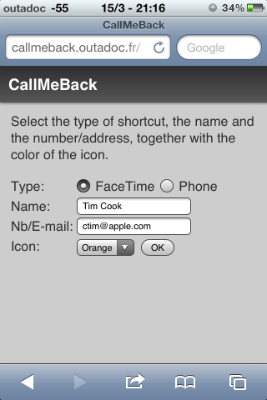 outadoc -55 15/3 - 21:16 34%
CallMeBack
callmeback.outadoc.fr/ Google
CallMeBack
Select the type of shortcut, the name and
the number/address, together with the
color of the icon.
Type: FaceTime Phone
Name: Tim Cook
Nb/E-mail: ctim@apple.com
Icon: Orange OK